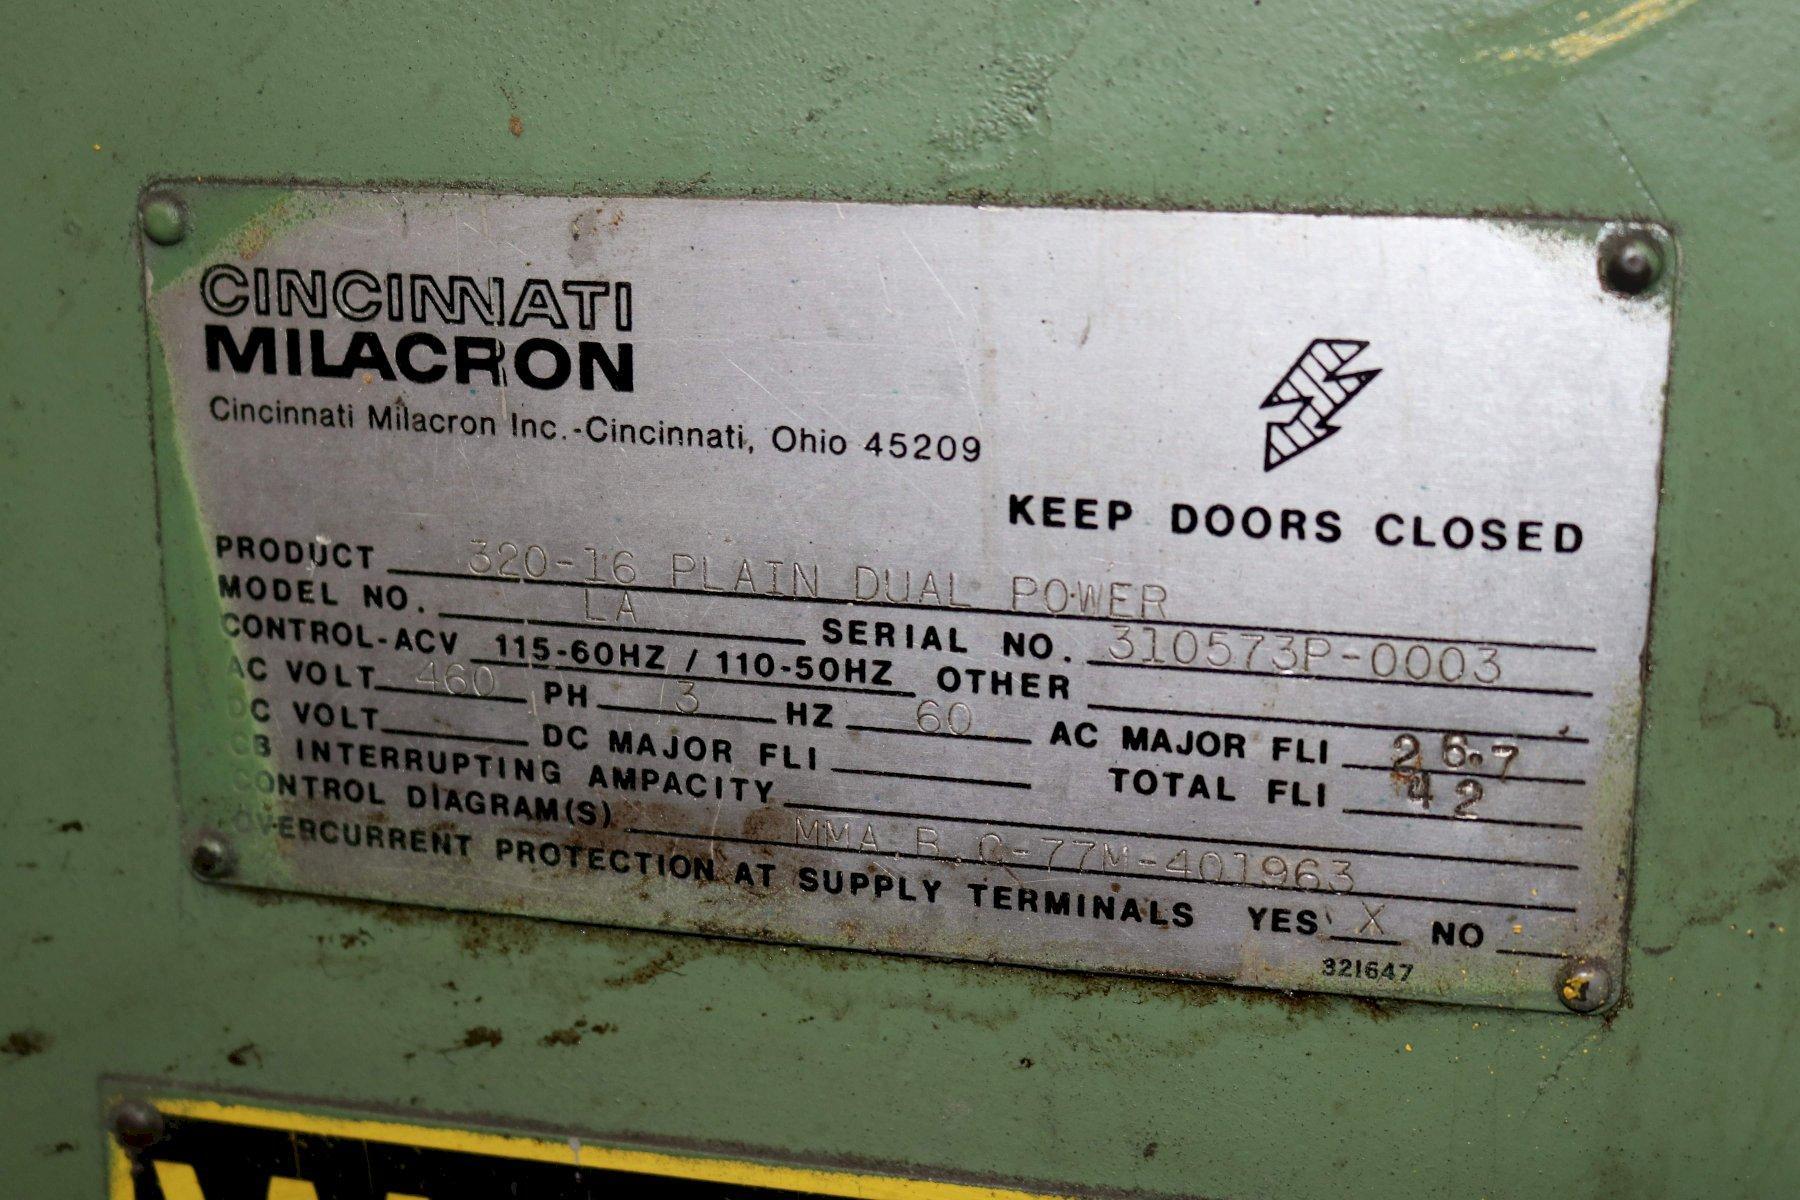 CINCINNATI
MILACRON
Cincinnati Milacron Inc.-Cincinnati, Ohio 45209
KEEP DOORS CLOSED
PRODUCT 320-16 PLAIN DUAL POWER
MODEL NO. LA SERIAL NO. 310573P-0003
CONTROL-ACV 115-60HZ / 110-50HZ OTHER
AC VOLT 460 PH 3 HZ 60 AC MAJOR FLI 26.7
DC VOLT DC MAJOR FLI TOTAL FLI 42
CB INTERRUPTING AMPACITY
CONTROL DIAGRAM(S) MMA.B.C-77M-401963
OVERCURRENT PROTECTION AT SUPPLY TERMINALS YES X NO
321647